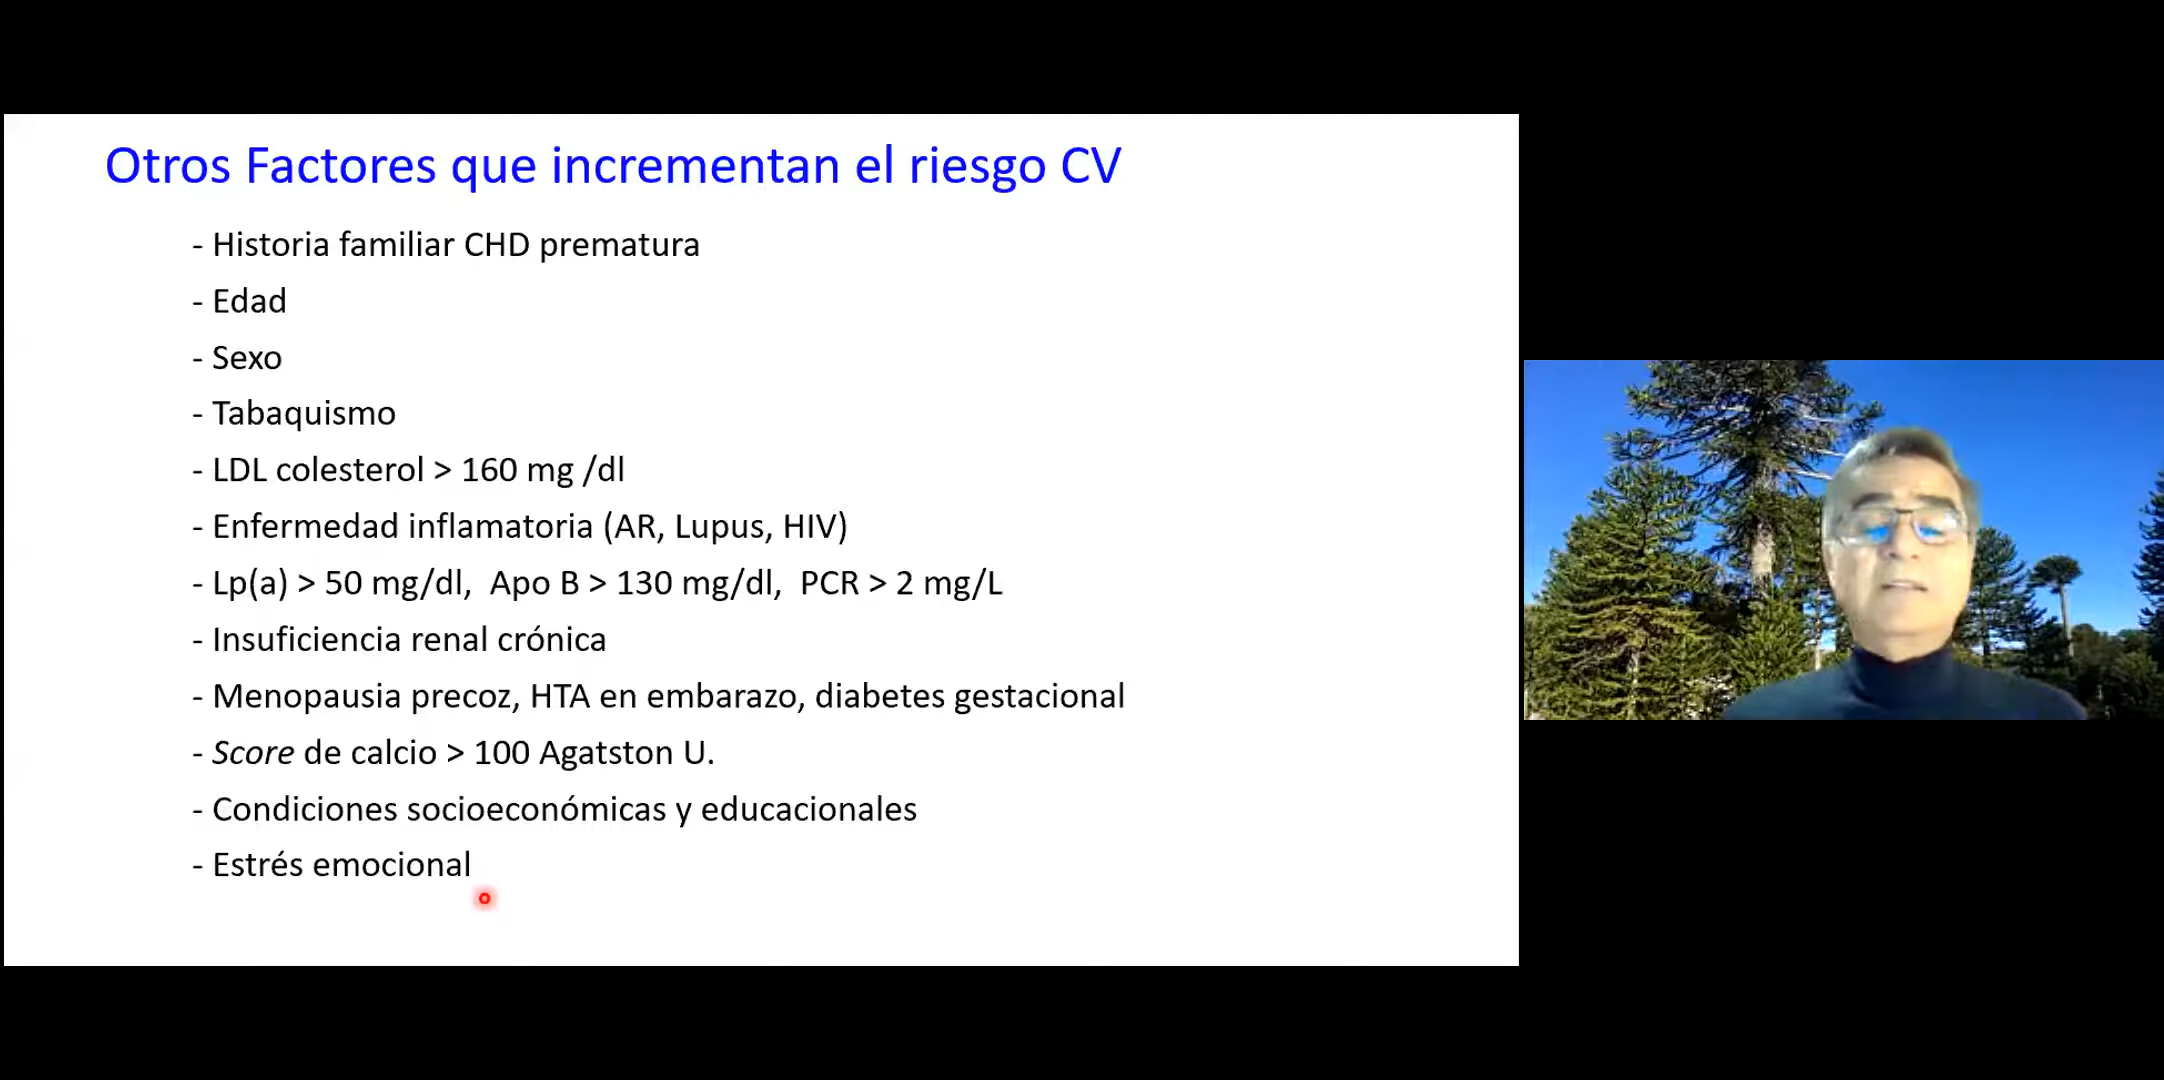 Otros Factores que incrementan el riesgo CV
- Historia familiar CHD prematura
- Edad
- Sexo
- Tabaquismo
- LDL colesterol > 160 mg /dl
- Enfermedad inflamatoria (AR, Lupus, HIV)
- Lp(a) > 50 mg/dl,  Apo B > 130 mg/dl,  PCR > 2 mg/L
- Insuficiencia renal crónica
- Menopausia precoz, HTA en embarazo, diabetes gestacional
- Score de calcio > 100 Agatston U.
- Condiciones socioeconómicas y educacionales
- Estrés emocional